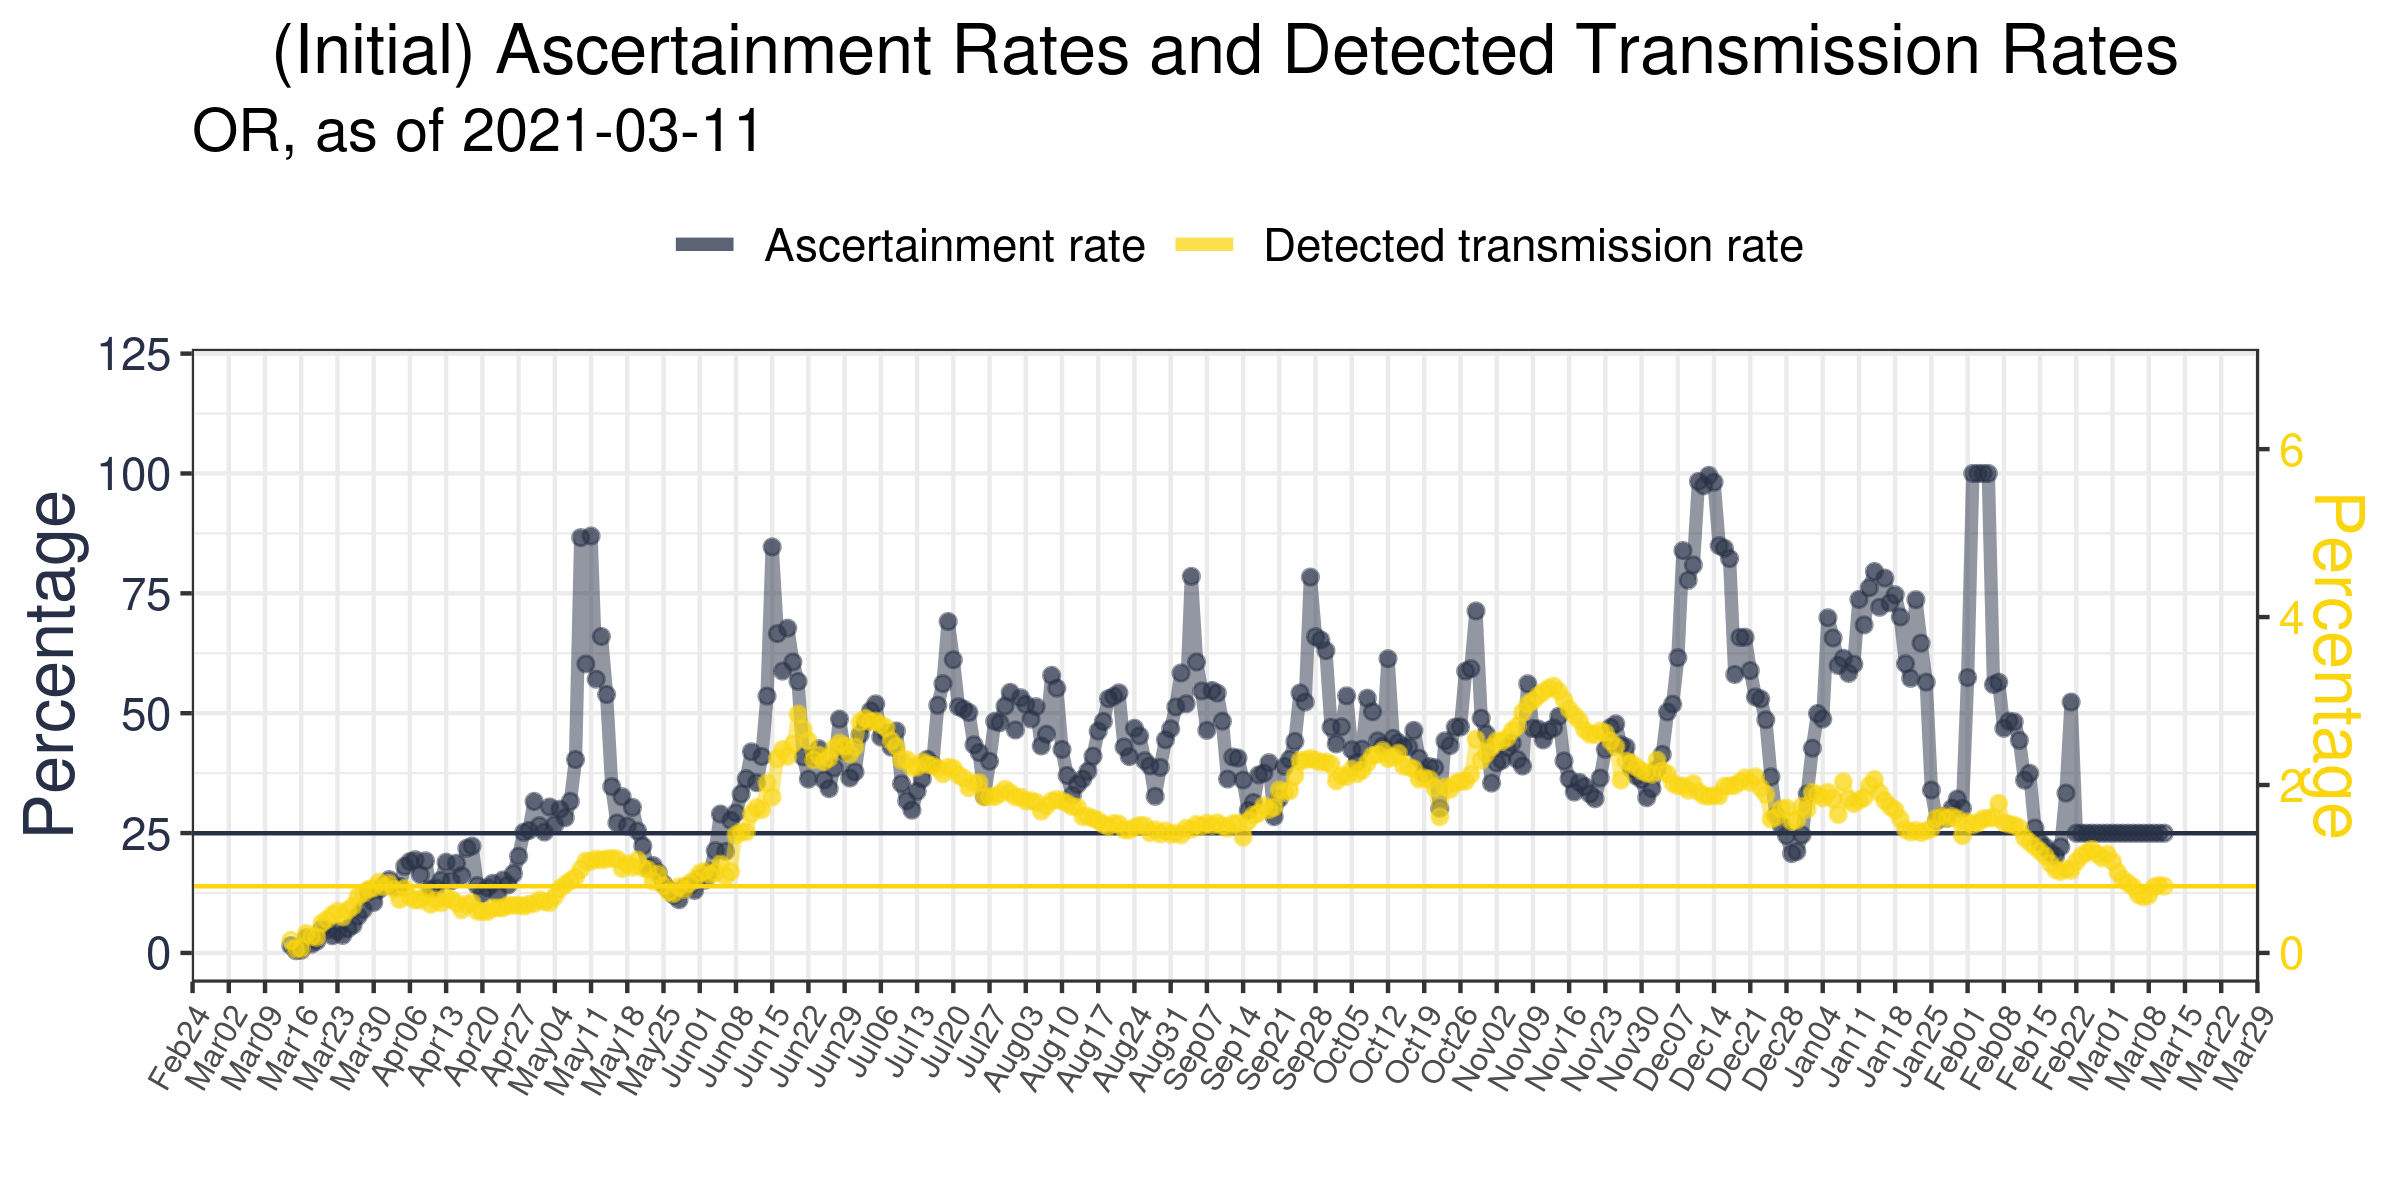 (Initial) Ascertainment Rates and Detected Transmission Rates
OR, as of 2021-03-11
Ascertainment rate
Detected transmission rate
125
100
75
50
25
0
Percentage
6
4
2
0
Percentage
Feb24
Mar02
Mar09
Mar16
Mar23
Mar30
Apr06
Apr13
Apr20
Apr27
May04
May11
May18
May25
Jun01
Jun08
Jun15
Jun22
Jun29
Jul06
Jul13
Jul20
Jul27
Aug03
Aug10
Aug17
Aug24
Aug31
Sep07
Sep14
Sep21
Sep28
Oct05
Oct12
Oct19
Oct26
Nov02
Nov09
Nov16
Nov23
Nov30
Dec07
Dec14
Dec21
Dec28
Jan04
Jan11
Jan18
Jan25
Feb01
Feb08
Feb15
Feb22
Mar01
Mar08
Mar15
Mar22
Mar29